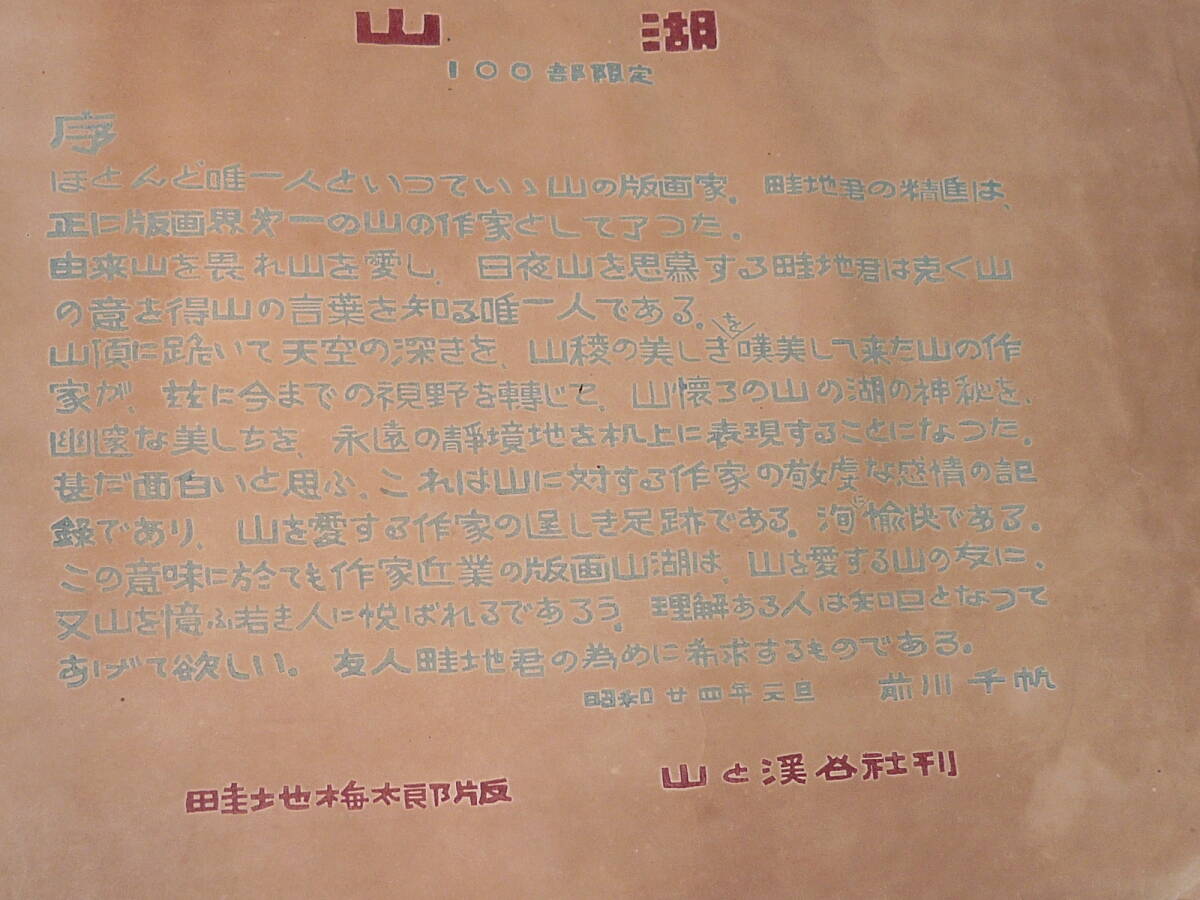 山 湖
100部限定
序
ほとんど唯一人といつていゝ山の版画家。畦地君の精進は、
正に版画界第一の山の作家として了つた。
由来山を畏れ山を愛し、日夜山を思慕する畦地君は克く山
の意を得山の言葉を知る唯一人である。
山頂に跪いて天空の深きを、山稜の美しきを嘆美して来た山の作
家が、玆に今までの視野を轉じて、山懐ろの山の湖の神秘を、
幽邃な美しちを、永遠の靜境地を机上に表現することになつた。
甚だ面白いと思ふ、これは山に対する作家の敬虔な感情の記
録であり、山を愛する作家の逞しき足跡である。洵に愉快である。
この意味に於ても作家近業の版画山湖は、山を愛する山の友に、
又山を憶ふ若き人に悦ばれるであろう。理解ある人は知己となつて
あげて欲しい。友人畦地君の為めに希求するものである。
昭和廿四年元旦 前川千帆
畦地梅太郎版 山と渓谷社刊